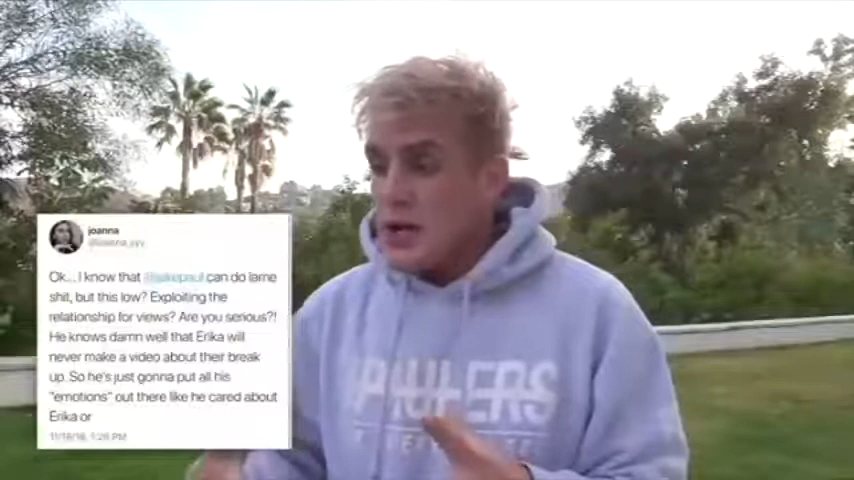 joanna
Ok... I know that @jakepaul can do lame
shit, but this low? Exploiting the
relationship for views? Are you serious?!
He knows damn well that Erika will
never make a video about their break
up. So he's just gonna put all his
"emotions" out there like he cared about
Erika or
11/18/18, 1:26 PM
PAULERS